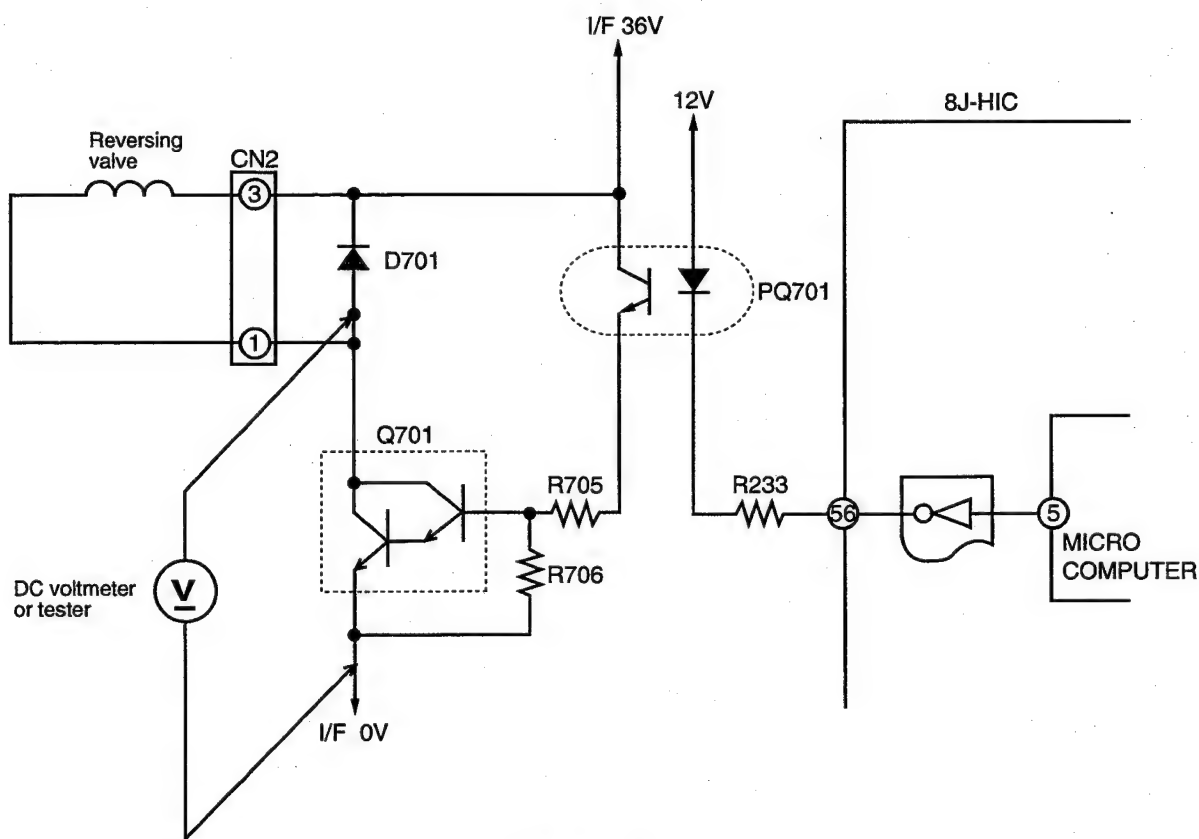 I/F 36V
12V
8J-HIC
Reversing
valve
CN2
3
D701
PQ701
1
Q701
R705
R233
56
5
MICRO
COMPUTER
R706
DC voltmeter
or tester
V
I/F 0V